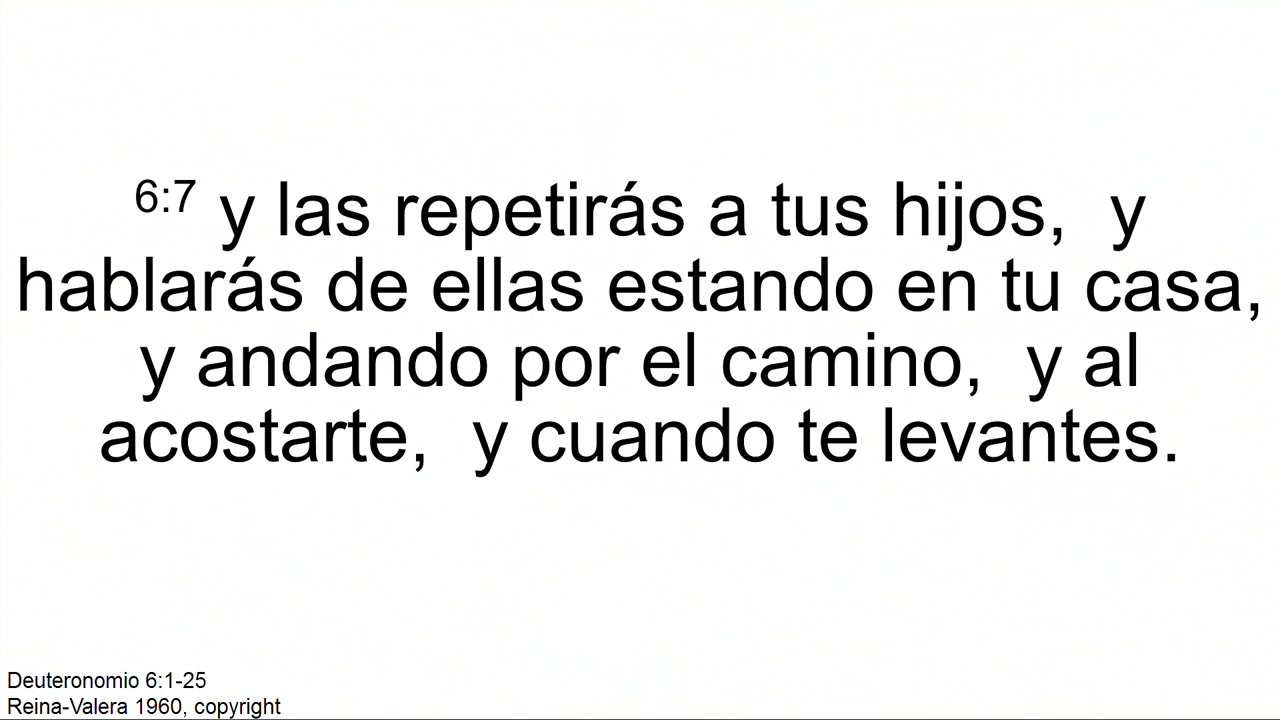 6:7 y las repetirás a tus hijos,  y
hablarás de ellas estando en tu casa,
y andando por el camino,  y al
acostarte,  y cuando te levantes.
Deuteronomio 6:1-25
Reina-Valera 1960, copyright